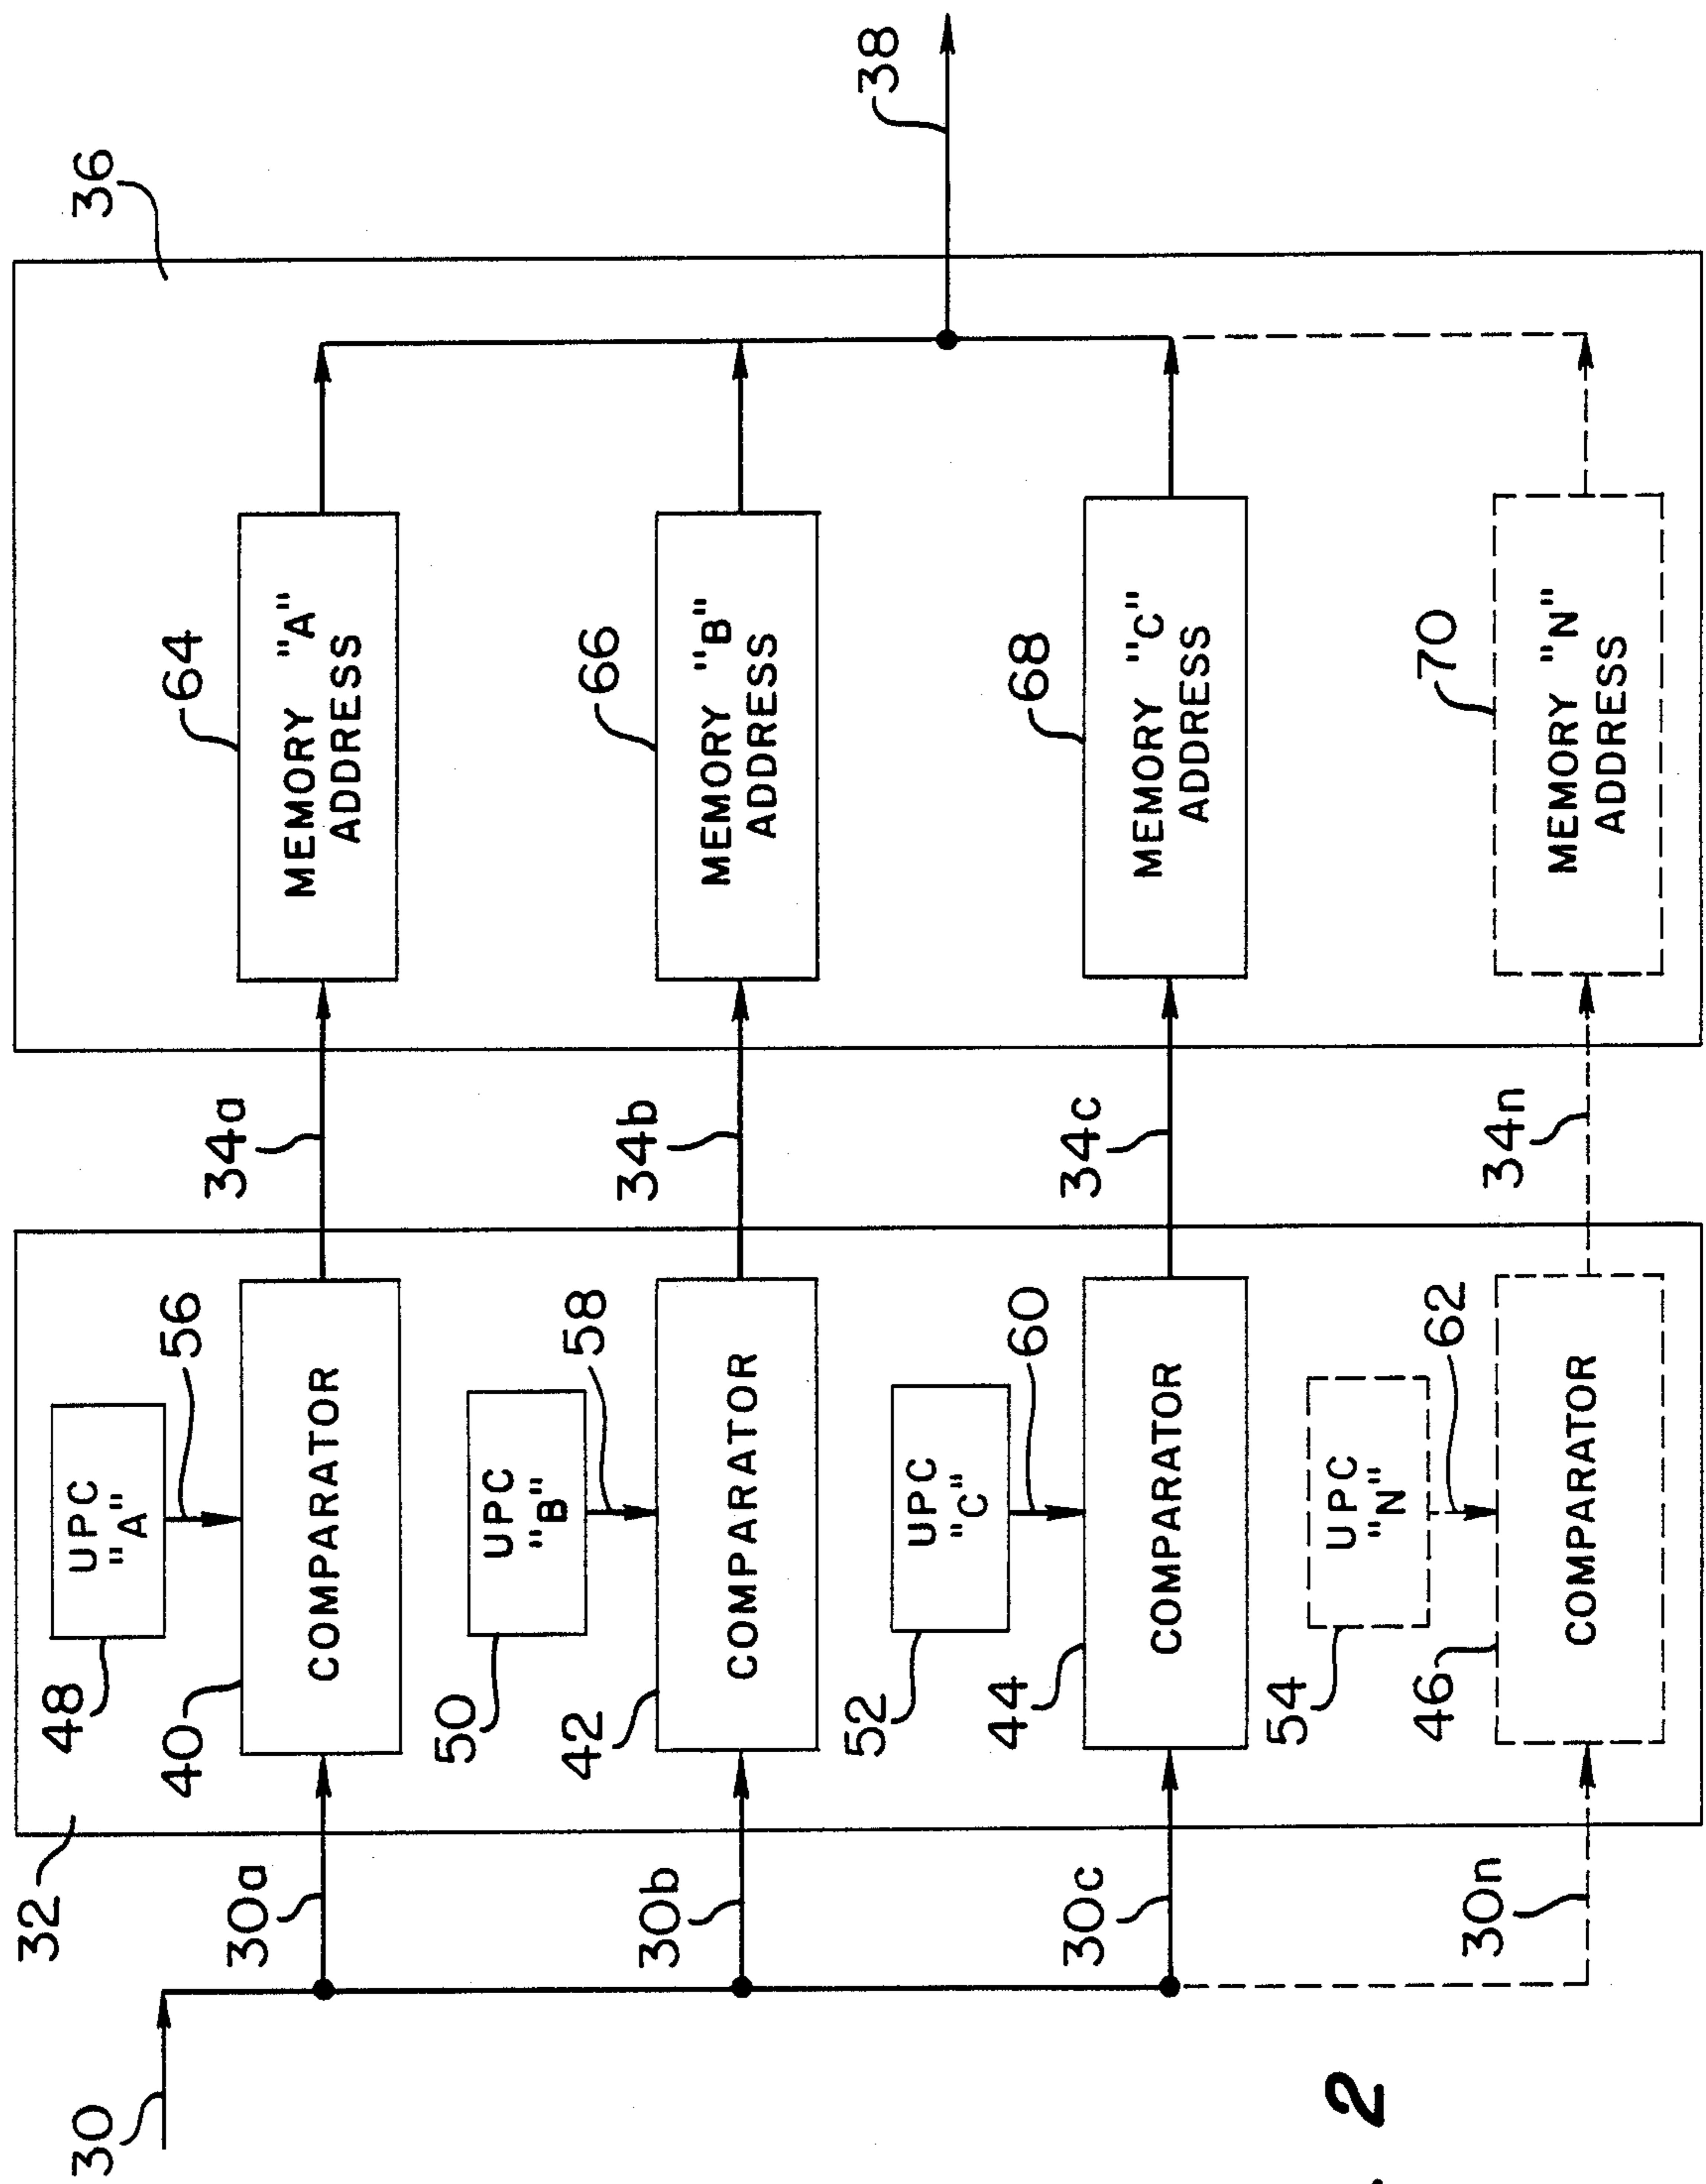 30
32
36
38
30a
30b
30c
30n
48
UPC
"A"
56
40
COMPARATOR
34a
64
MEMORY "A"
ADDRESS
50
UPC
"B"
58
42
COMPARATOR
34b
66
MEMORY "B"
ADDRESS
52
UPC
"C"
60
44
COMPARATOR
34c
68
MEMORY "C"
ADDRESS
54
UPC
"N"
62
46
COMPARATOR
34n
70
MEMORY "N"
ADDRESS
2